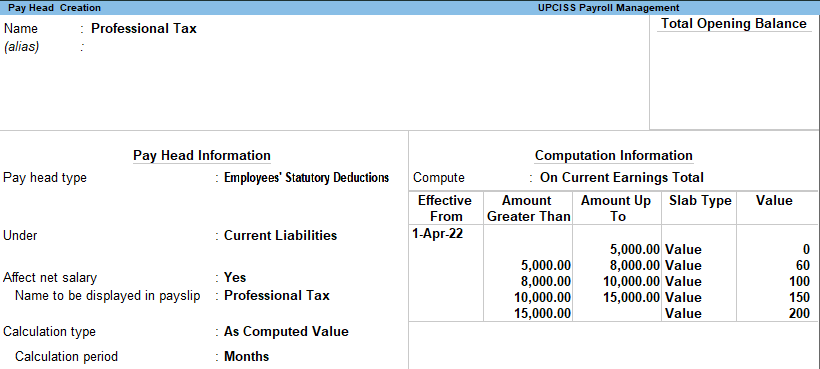 Pay Head Creation UPCISS Payroll Management
Name : Professional Tax Total Opening Balance
(alias) :
Pay Head Information
Pay head type : Employees' Statutory Deductions
Under : Current Liabilities
Affect net salary : Yes
Name to be displayed in payslip : Professional Tax
Calculation type : As Computed Value
Calculation period : Months
Computation Information
Compute : On Current Earnings Total
Effective From Amount Greater Than Amount Up To Slab Type Value
1-Apr-22
5,000.00 Value 0
5,000.00 8,000.00 Value 60
8,000.00 10,000.00 Value 100
10,000.00 15,000.00 Value 150
15,000.00 Value 200